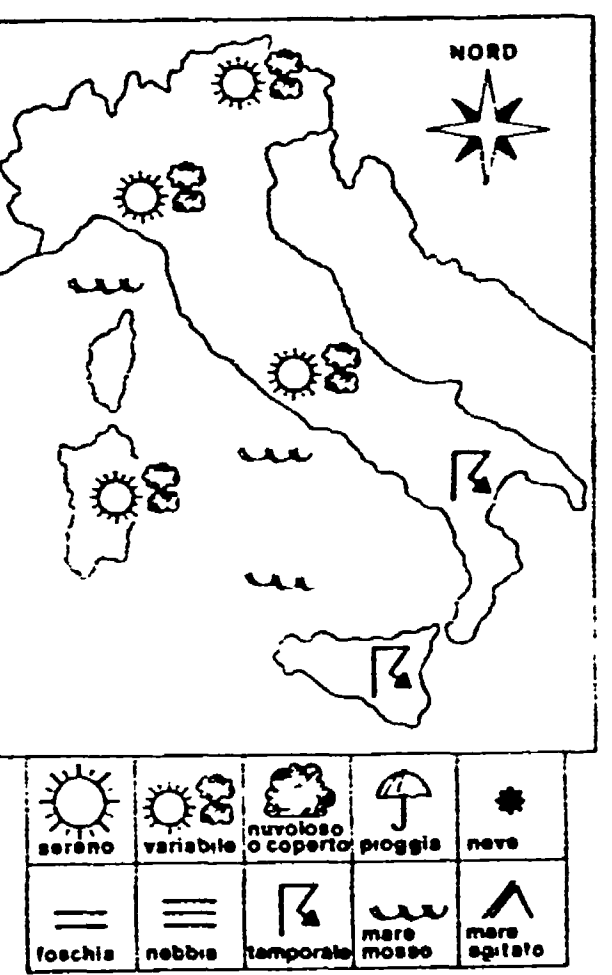 NORD
sereno
variabile
nuvoloso
o coperto
pioggia
neve
foschia
nebbia
temporale
mare
mosso
mare
agitato